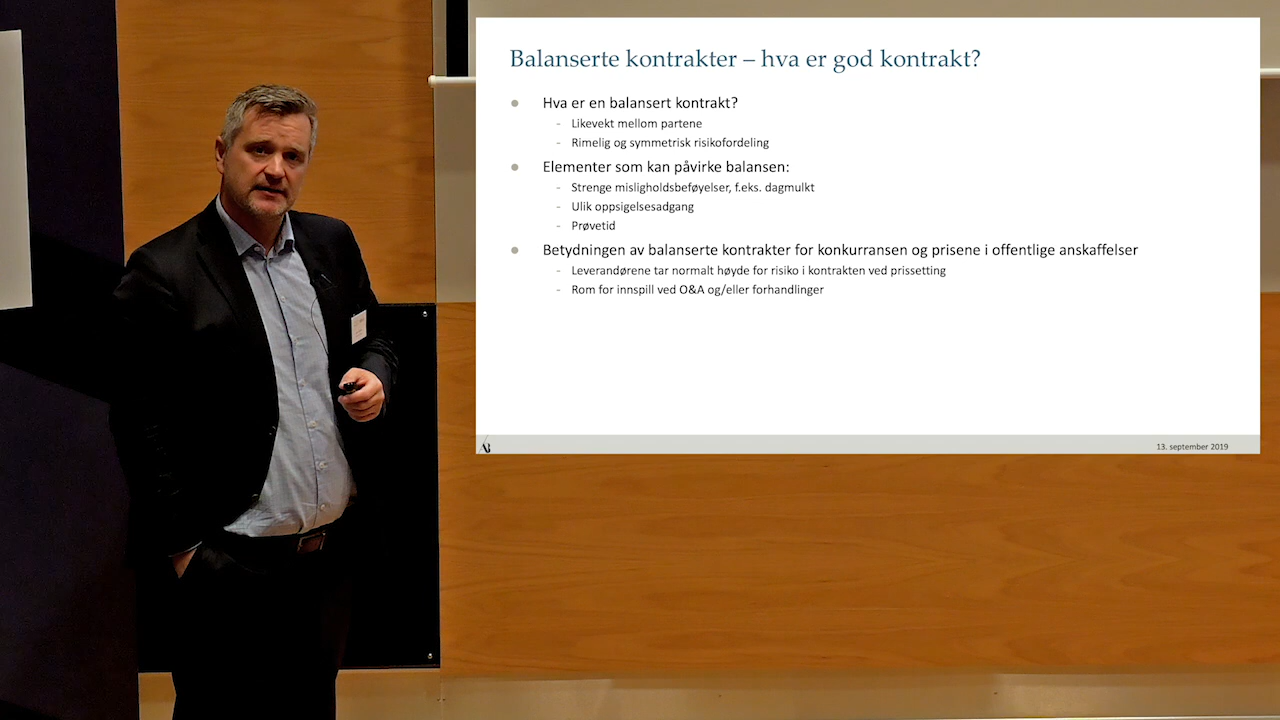 Balanserte kontrakter – hva er god kontrakt?
Hva er en balansert kontrakt?
Likevekt mellom partene
Rimelig og symmetrisk risikofordeling
Elementer som kan påvirke balansen:
Strenge misligholdsbeføyelser, f.eks. dagmulkt
Ulik oppsigelsesadgang
Prøvetid
Betydningen av balanserte kontrakter for konkurransen og prisene i offentlige anskaffelser
Leverandørene tar normalt høyde for risiko i kontrakten ved prissetting
Rom for innspill ved O&A og/eller forhandlinger
13. september 2019